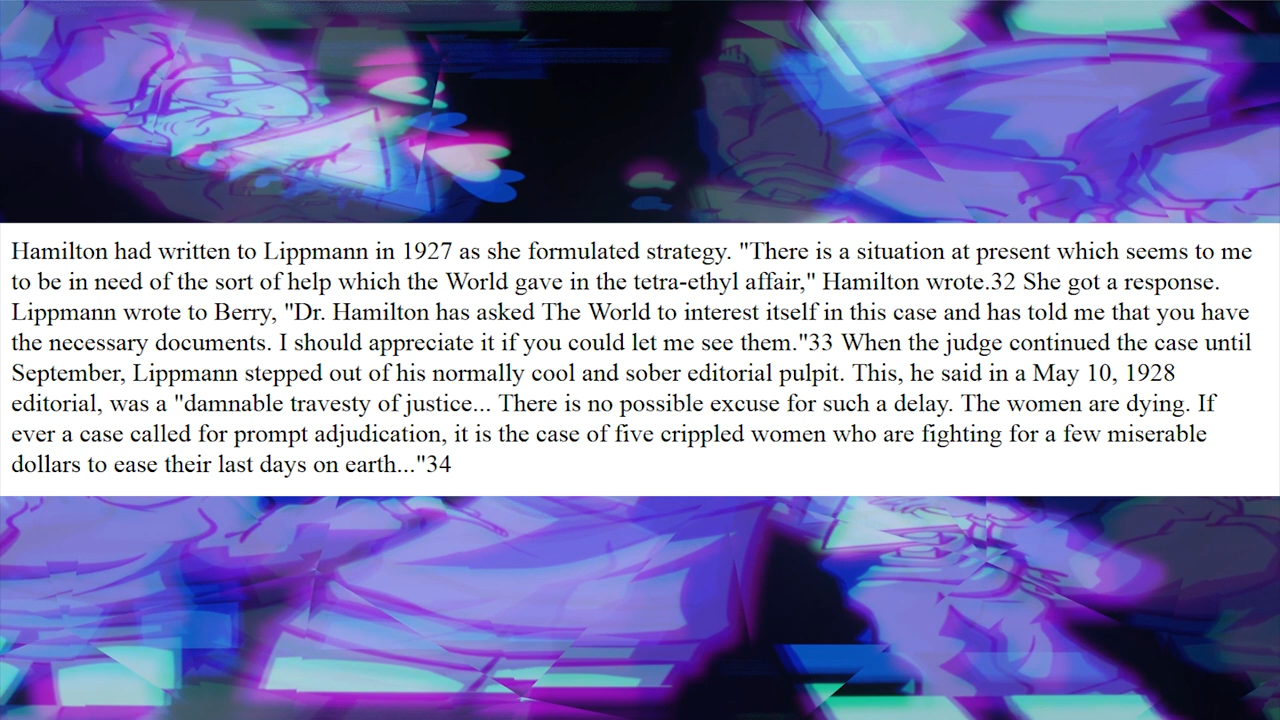 Hamilton had written to Lippmann in 1927 as she formulated strategy. "There is a situation at present which seems to me
to be in need of the sort of help which the World gave in the tetra-ethyl affair," Hamilton wrote.32 She got a response.
Lippmann wrote to Berry, "Dr. Hamilton has asked The World to interest itself in this case and has told me that you have
the necessary documents. I should appreciate it if you could let me see them."33 When the judge continued the case until
September, Lippmann stepped out of his normally cool and sober editorial pulpit. This, he said in a May 10, 1928
editorial, was a "damnable travesty of justice... There is no possible excuse for such a delay. The women are dying. If
ever a case called for prompt adjudication, it is the case of five crippled women who are fighting for a few miserable
dollars to ease their last days on earth..."34